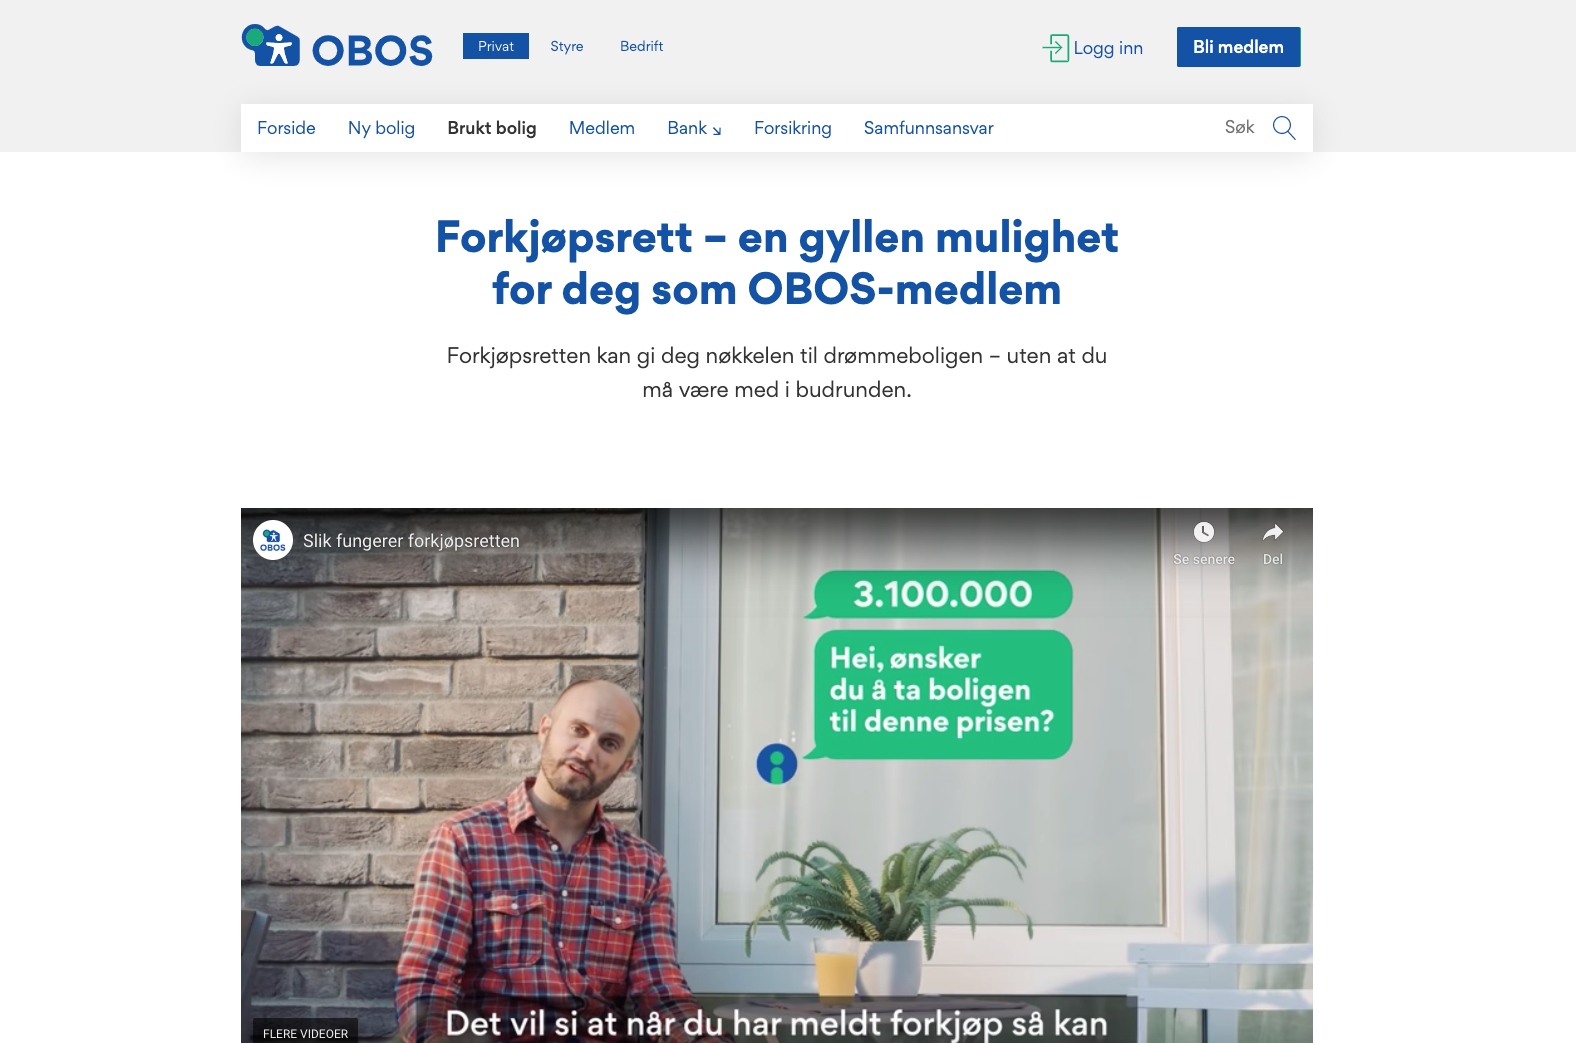 OBOS
Privat
Styre
Bedrift
Logg inn
Bli medlem
Forside
Ny bolig
Brukt bolig
Medlem
Bank
Forsikring
Samfunnsansvar
Søk
Forkjøpsrett – en gyllen mulighet
for deg som OBOS-medlem
Forkjøpsretten kan gi deg nøkkelen til drømmeboligen – uten at du
må være med i budrunden.
OBOS
Slik fungerer forkjøpsretten
Se senere
Del
3.100.000
Hei, ønsker
du å ta boligen
til denne prisen?
Det vil si at når du har meldt forkjøp så kan
FLERE VIDEOER